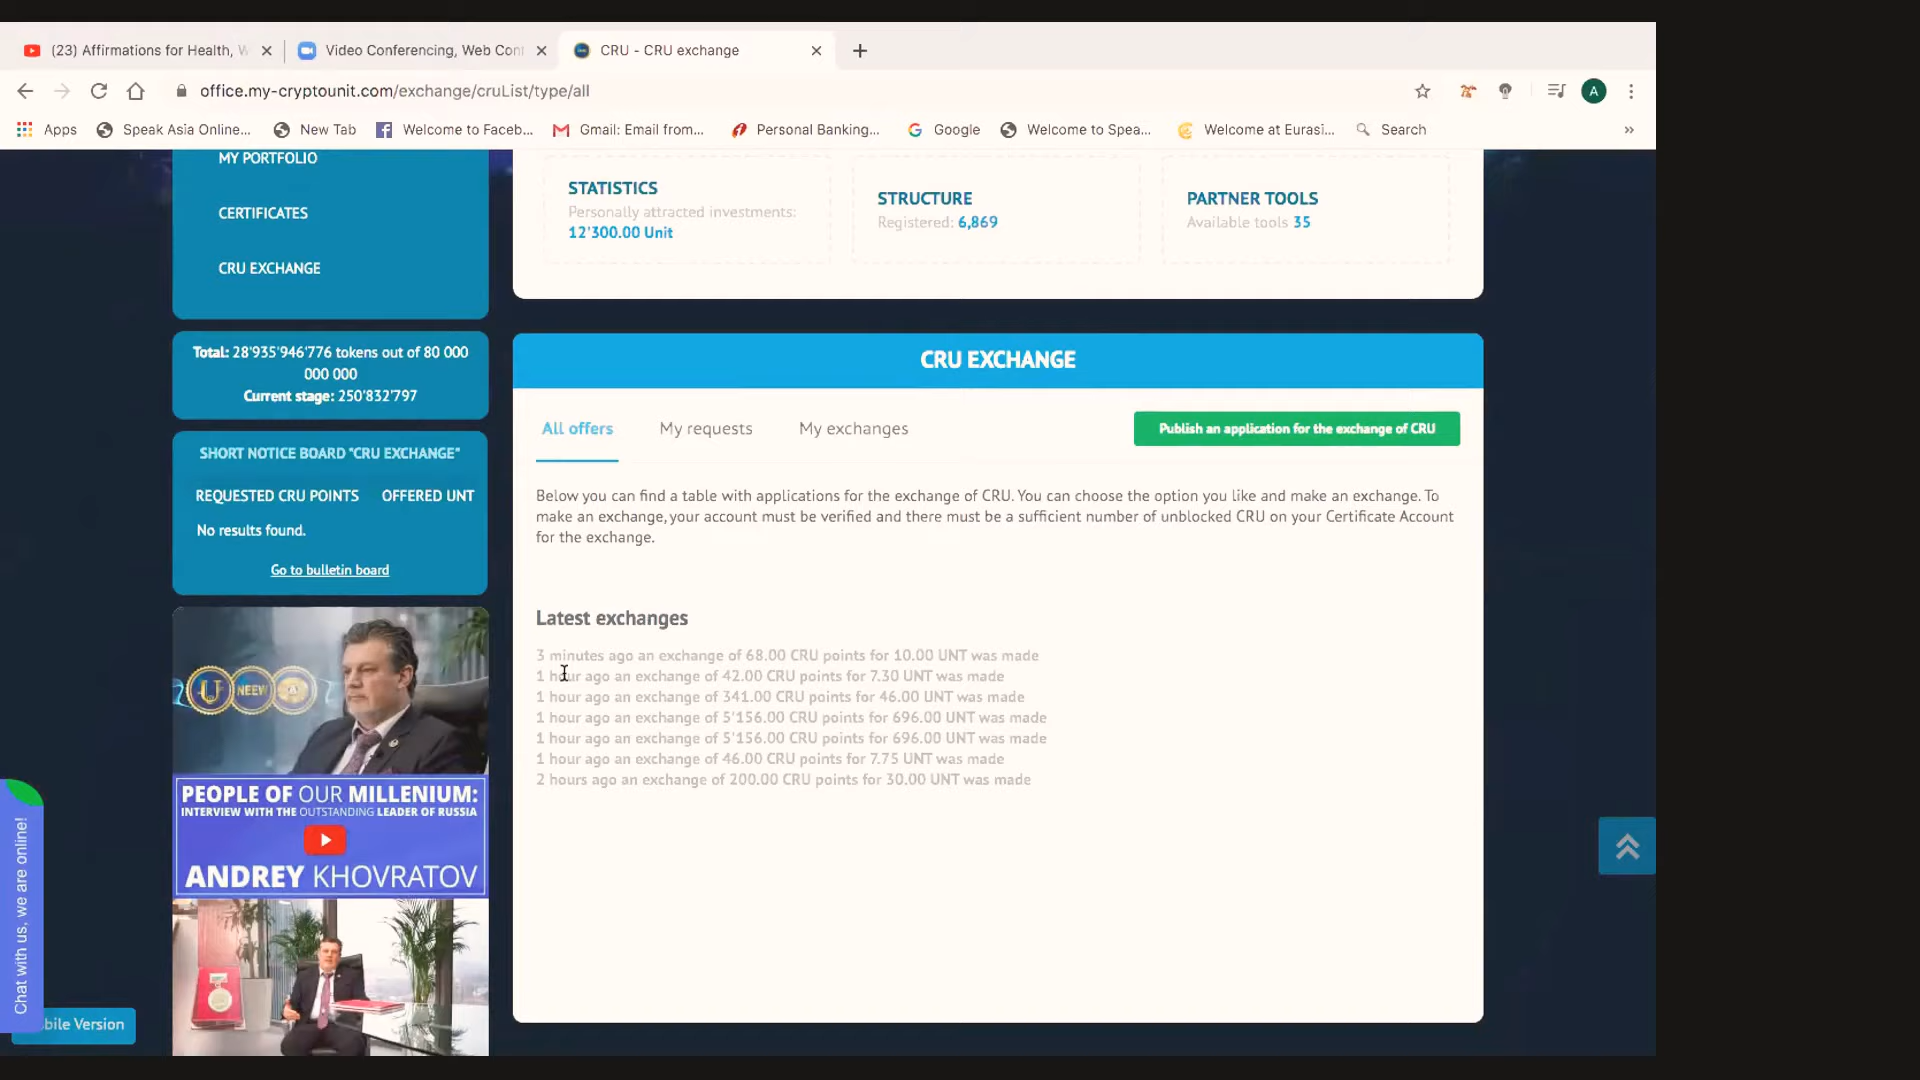 (23) Affirmations for Health, W
Video Conferencing, Web Con
CRU - CRU exchange
office.my-cryptounit.com/exchange/cruList/type/all
A
Apps
Speak Asia Online...
New Tab
Welcome to Faceb...
Gmail: Email from...
Personal Banking...
Google
Welcome to Spea...
Welcome at Eurasi...
Search
»
MY PORTFOLIO
CERTIFICATES
CRU EXCHANGE
STATISTICS
Personally attracted investments:
12'300.00 Unit
STRUCTURE
Registered: 6,869
PARTNER TOOLS
Available tools 35
Total: 28'935'946'776 tokens out of 80 000
000 000
Current stage: 250'832'797
SHORT NOTICE BOARD "CRU EXCHANGE"
REQUESTED CRU POINTS OFFERED UNT
No results found.
Go to bulletin board
NEEW
PEOPLE OF OUR MILLENIUM:
INTERVIEW WITH THE OUTSTANDING LEADER OF RUSSIA
ANDREY KHOVRATOV
CRU EXCHANGE
All offers
My requests
My exchanges
Publish an application for the exchange of CRU
Below you can find a table with applications for the exchange of CRU. You can choose the option you like and make an exchange. To
make an exchange, your account must be verified and there must be a sufficient number of unblocked CRU on your Certificate Account
for the exchange.
Latest exchanges
3 minutes ago an exchange of 68.00 CRU points for 10.00 UNT was made
1 hour ago an exchange of 42.00 CRU points for 7.30 UNT was made
1 hour ago an exchange of 341.00 CRU points for 46.00 UNT was made
1 hour ago an exchange of 5'156.00 CRU points for 696.00 UNT was made
1 hour ago an exchange of 5'156.00 CRU points for 696.00 UNT was made
1 hour ago an exchange of 46.00 CRU points for 7.75 UNT was made
2 hours ago an exchange of 200.00 CRU points for 30.00 UNT was made
Chat with us, we are online!
bile Version